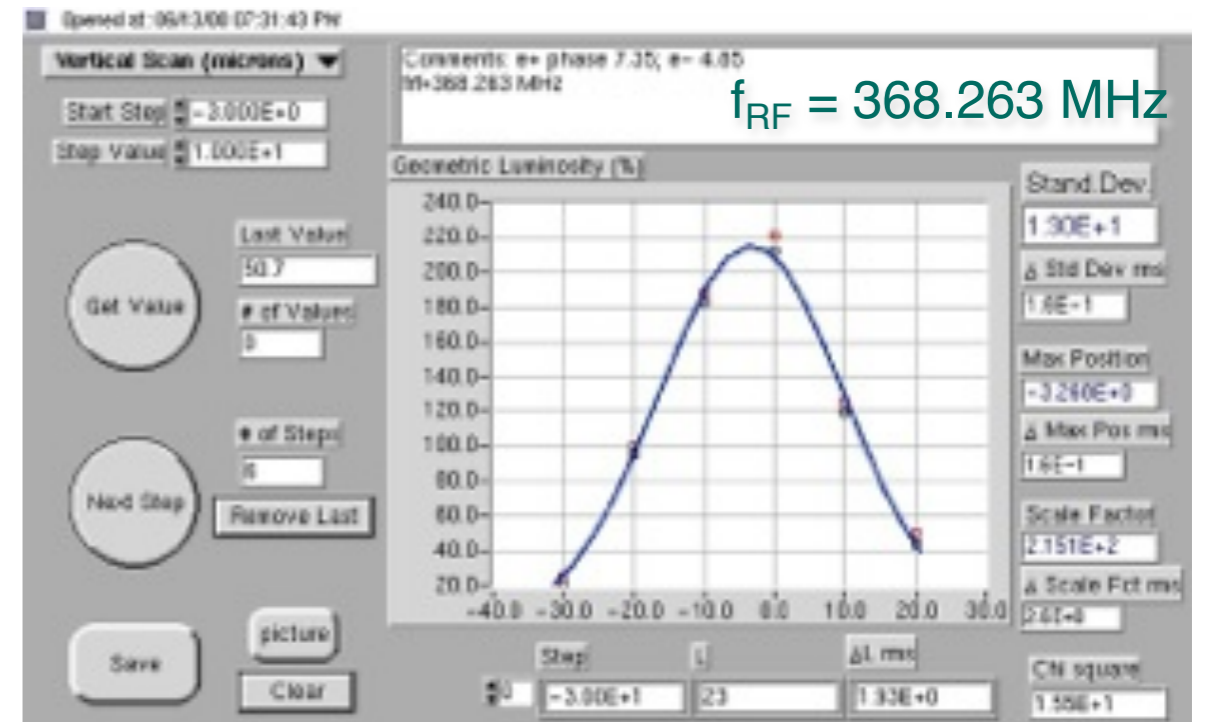 Opened at: 06/13/00 07:31:43 PM
Vertical Scan (microns)
Start Step -3.000E+0
Step Value 1.000E+1
Comments: e+ phase 7.35; e- 4.85
368.263 MHz
fRF = 368.263 MHz
Geometric Luminosity (%)
240.0
220.0
200.0
180.0
160.0
140.0
120.0
100.0
80.0
60.0
40.0
20.0
-40.0 -30.0 -20.0 -10.0 0.0 10.0 20.0 30.0
Get Value
Last Value
50.7
# of Values
0
Next Step
# of Steps
6
Remove Last
Save
picture
Clear
Stand.Dev.
1.30E+1
Δ Std Dev rms
1.6E-1
Max Position
-3.260E+0
Δ Max Pos rms
1.6E-1
Scale Factor
2.151E+2
Δ Scale Fct rms
2.6E+0
Chi square
1.55E+1
Step
0
-3.00E+1
L
23
ΔL rms
1.93E+0